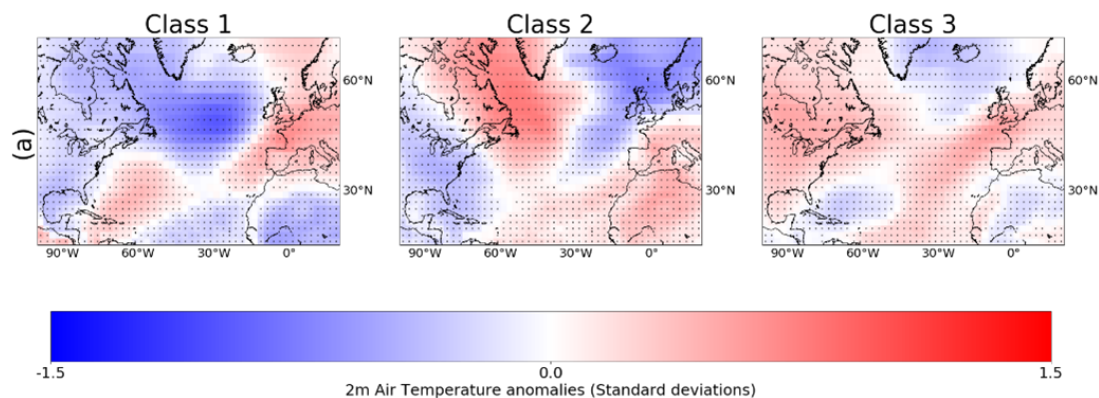 Class 1
Class 2
Class 3
(a)
60°N
60°N
60°N
30°N
30°N
30°N
90°W 60°W 30°W 0°
90°W 60°W 30°W 0°
90°W 60°W 30°W 0°
-1.5 0.0 1.5
2m Air Temperature anomalies (Standard deviations)